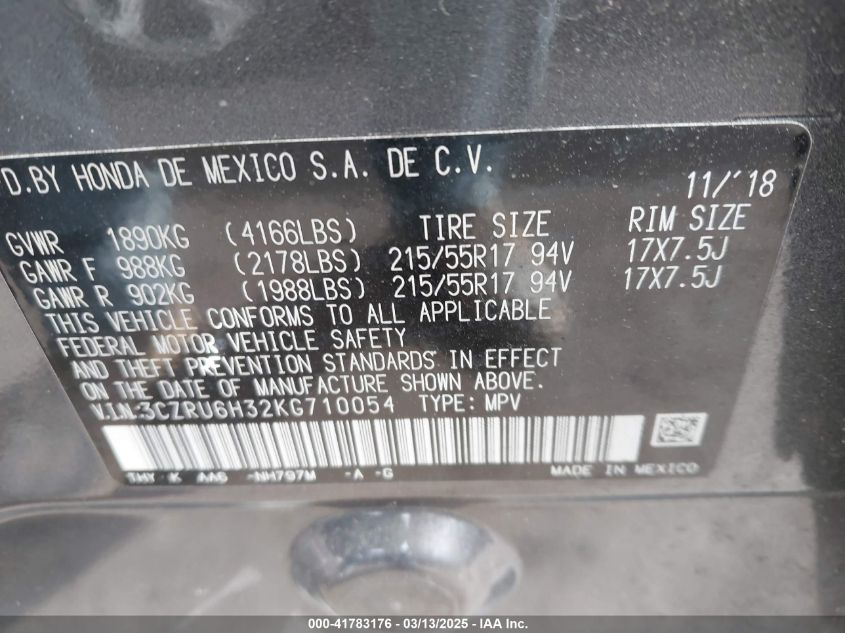 D.BY HONDA DE MEXICO S.A. DE C.V. 11/'18
GVWR 1890KG (4166LBS) TIRE SIZE RIM SIZE
GAWR F 988KG (2178LBS) 215/55R17 94V 17X7.5J
GAWR R 902KG (1988LBS) 215/55R17 94V 17X7.5J
THIS VEHICLE CONFORMS TO ALL APPLICABLE
FEDERAL MOTOR VEHICLE SAFETY
AND THEFT PREVENTION STANDARDS IN EFFECT
ON THE DATE OF MANUFACTURE SHOWN ABOVE.
V.I.N:3CZRU6H32KG710054 TYPE: MPV
THY K AA6 -NH797M -A -G MADE IN MEXICO
000-41783176 — 03/13/2025 — IAA Inc.